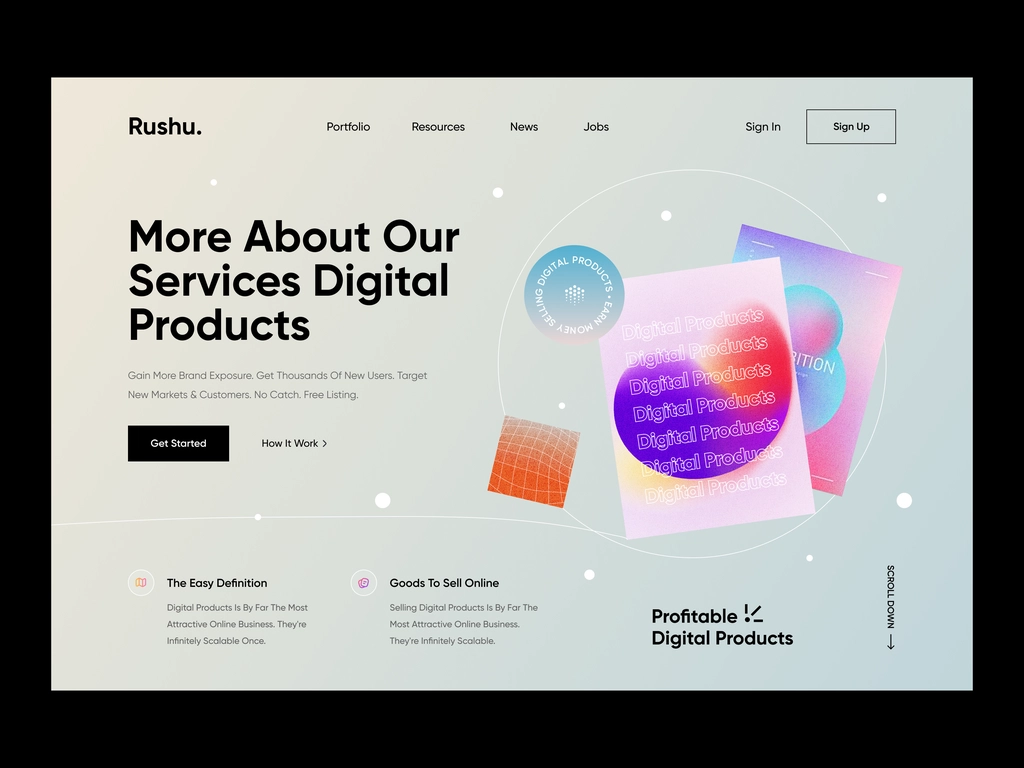 Rushu.
Portfolio
Resources
News
Jobs
Sign In
Sign Up
More About Our
Services Digital
Products
Gain More Brand Exposure. Get Thousands Of New Users. Target
New Markets & Customers. No Catch. Free Listing.
Get Started
How It Work
SELLING DIGITAL PRODUCTS • EARN MONEY
Digital Products
Digital Products
Digital Products
Digital Products
Digital Products
Digital Products
Digital Products
The Easy Definition
Digital Products Is By Far The Most
Attractive Online Business. They're
Infinitely Scalable Once.
Goods To Sell Online
Selling Digital Products Is By Far The
Most Attractive Online Business.
They're Infinitely Scalable.
Profitable
Digital Products
SCROLL DOWN